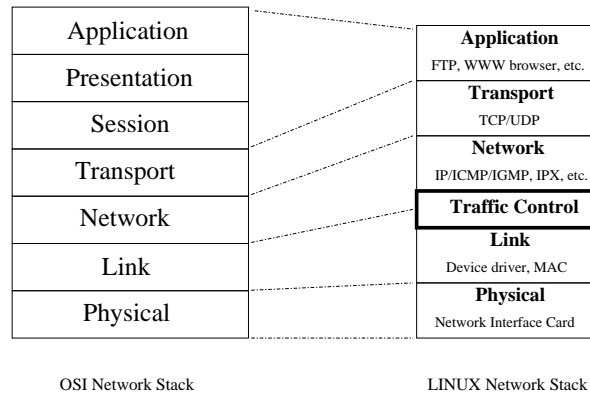 Application
Presentation
Session
Transport
Network
Link
Physical
OSI Network Stack
Application
FTP, WWW browser, etc.
Transport
TCP/UDP
Network
IP/ICMP/IGMP, IPX, etc.
Traffic Control
Link
Device driver, MAC
Physical
Network Interface Card
LINUX Network Stack